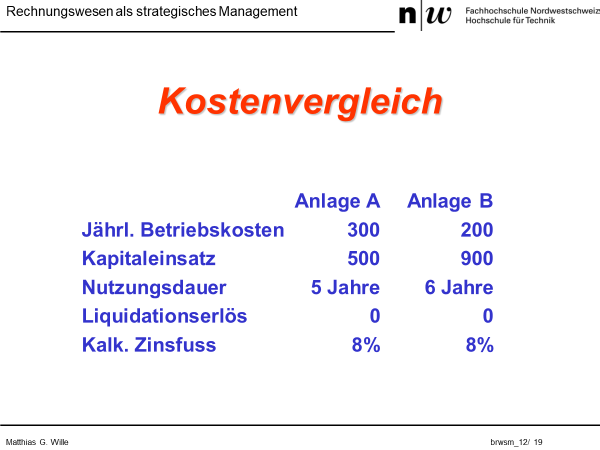 Rechnungswesen als strategisches Management
n|w Fachhochschule Nordwestschweiz
Hochschule für Technik
Kostenvergleich
Anlage A Anlage B
Jährl. Betriebskosten 300 200
Kapitaleinsatz 500 900
Nutzungsdauer 5 Jahre 6 Jahre
Liquidationserlös 0 0
Kalk. Zinsfuss 8% 8%
Matthias G. Wille brwsm_12/ 19